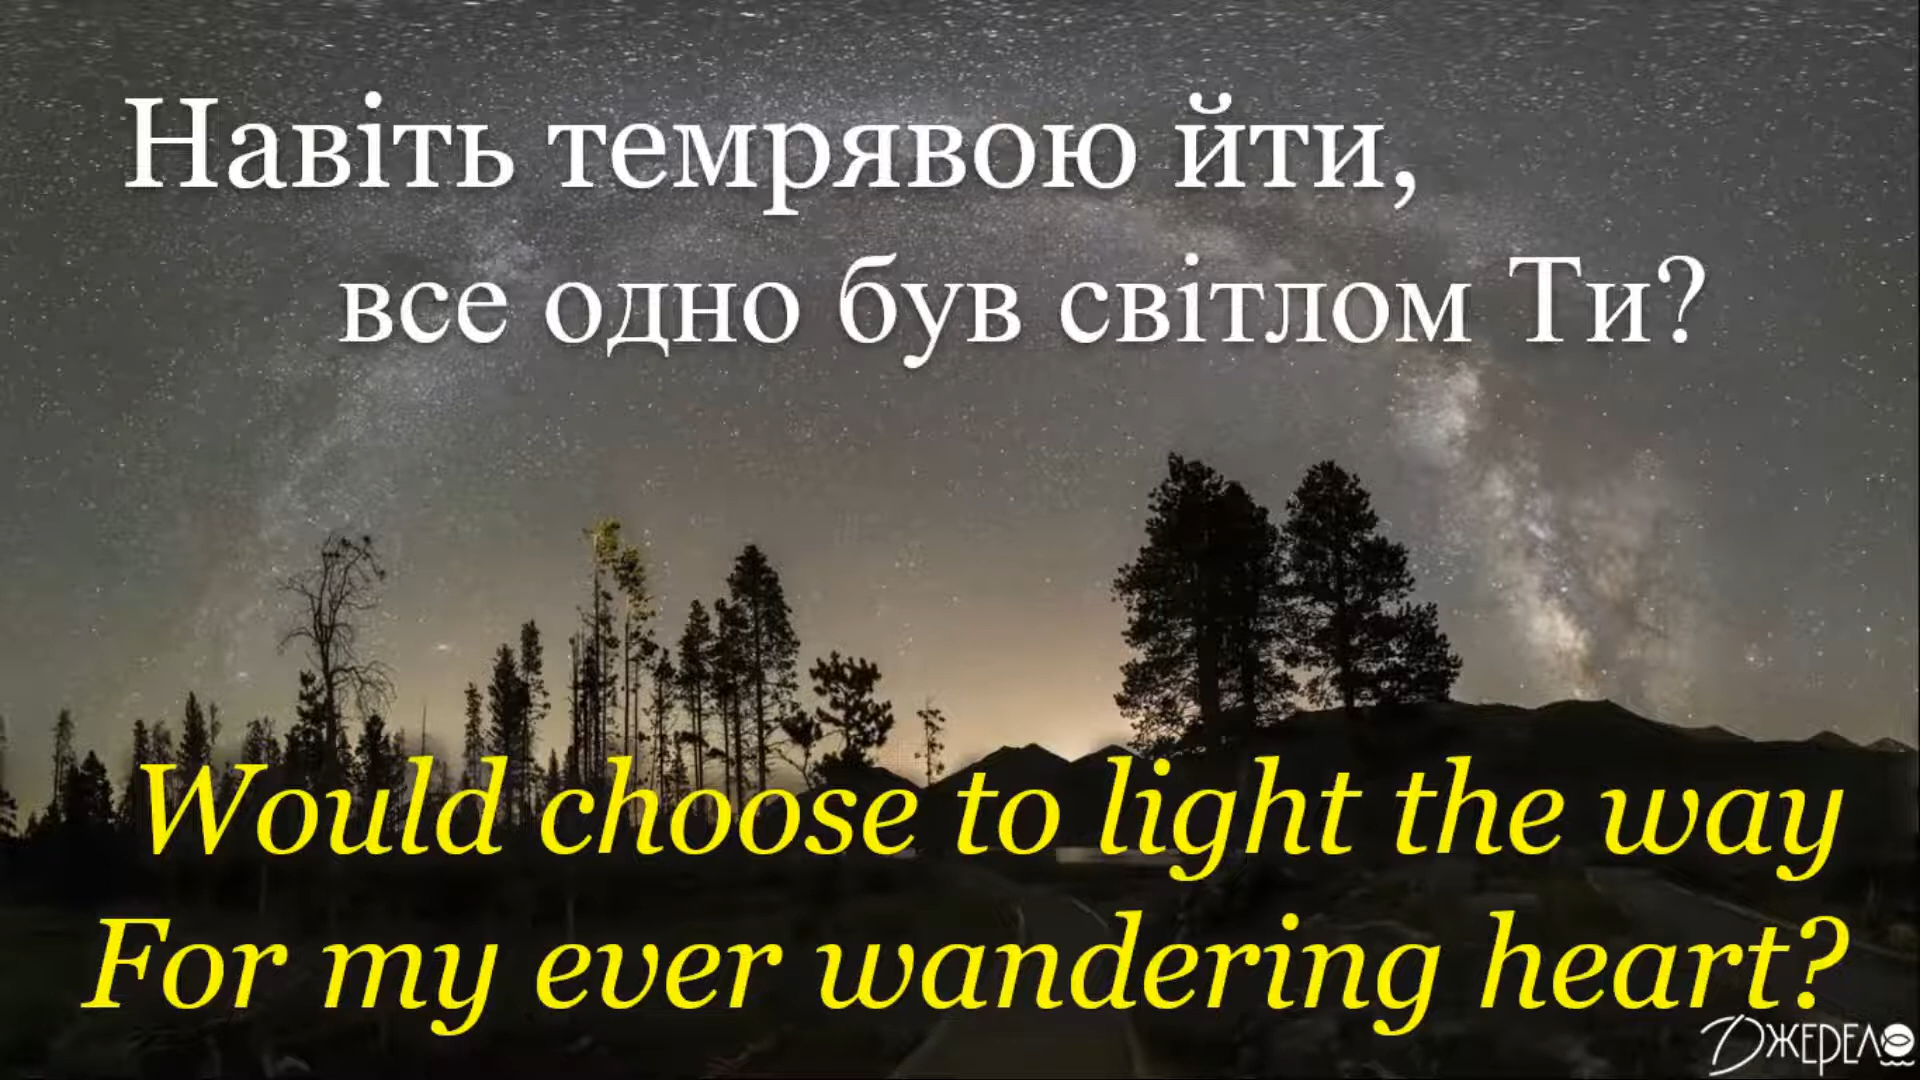 Навіть темрявою йти,
все одно був світлом Ти?
Would choose to light the way
For my ever wandering heart?
Джерело